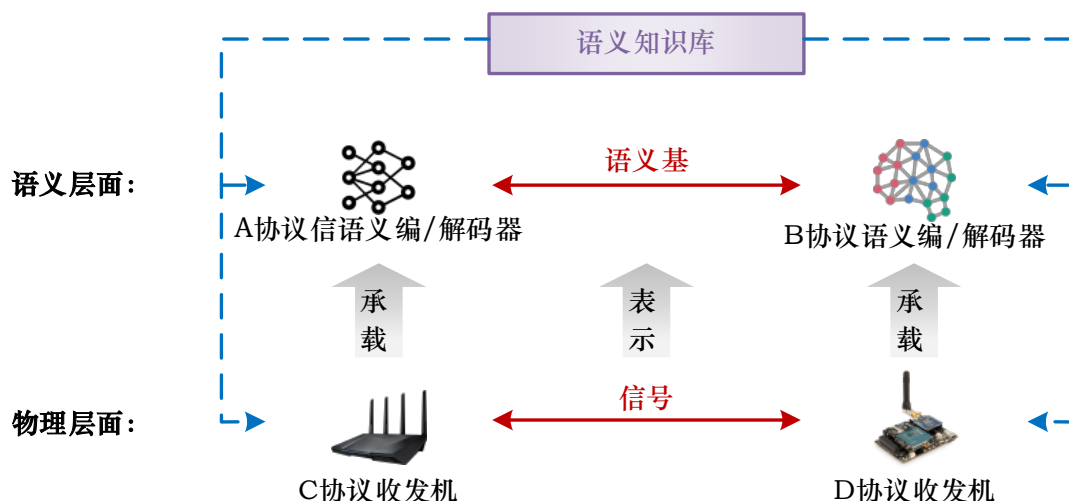 语义知识库
语义层面：
语义基
A协议信语义编/解码器
B协议语义编/解码器
承
载
表
示
承
载
物理层面：
信号
C协议收发机
D协议收发机